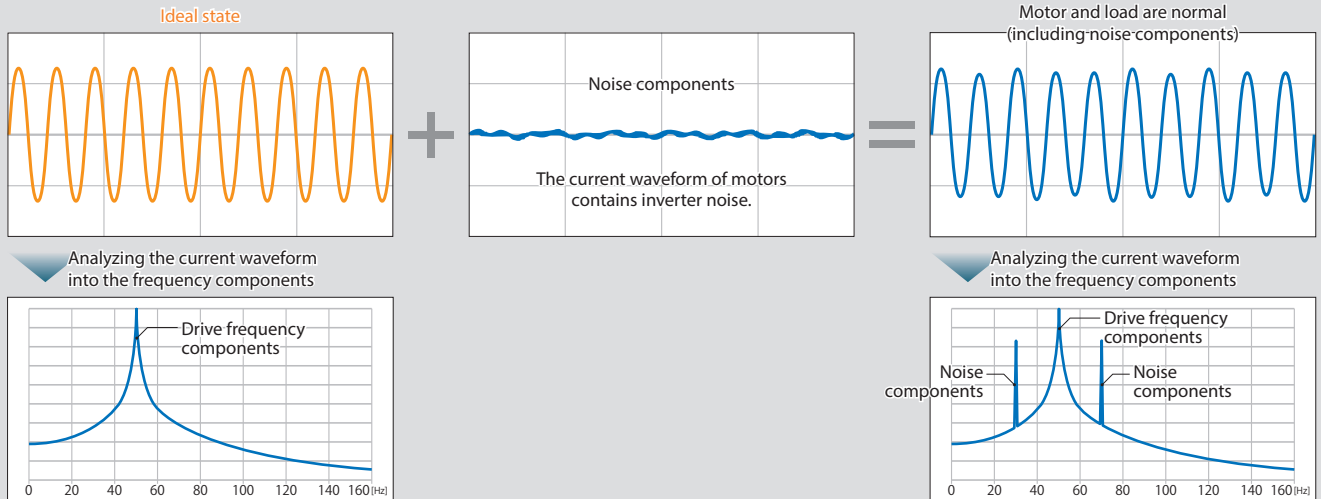 Ideal state
Noise components
The current waveform of motors
contains inverter noise.
Motor and load are normal
(including noise components)
Analyzing the current waveform
into the frequency components
Analyzing the current waveform
into the frequency components
Drive frequency
components
0 20 40 60 80 100 120 140 160 [Hz]
Drive frequency
components
Noise
components
Noise
components
0 20 40 60 80 100 120 140 160 [Hz]